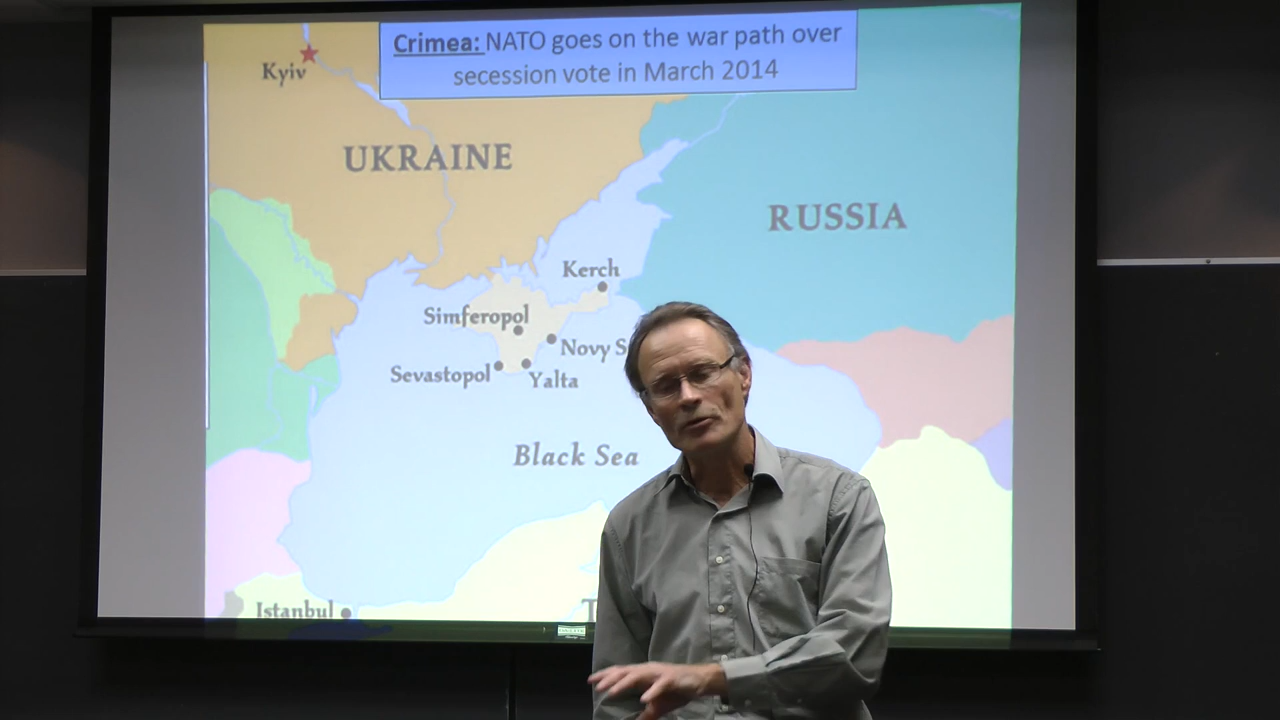 Crimea: NATO goes on the war path over
secession vote in March 2014
Kyiv
UKRAINE
RUSSIA
Kerch
Simferopol
Novy S
Sevastopol
Yalta
Black Sea
Istanbul
T